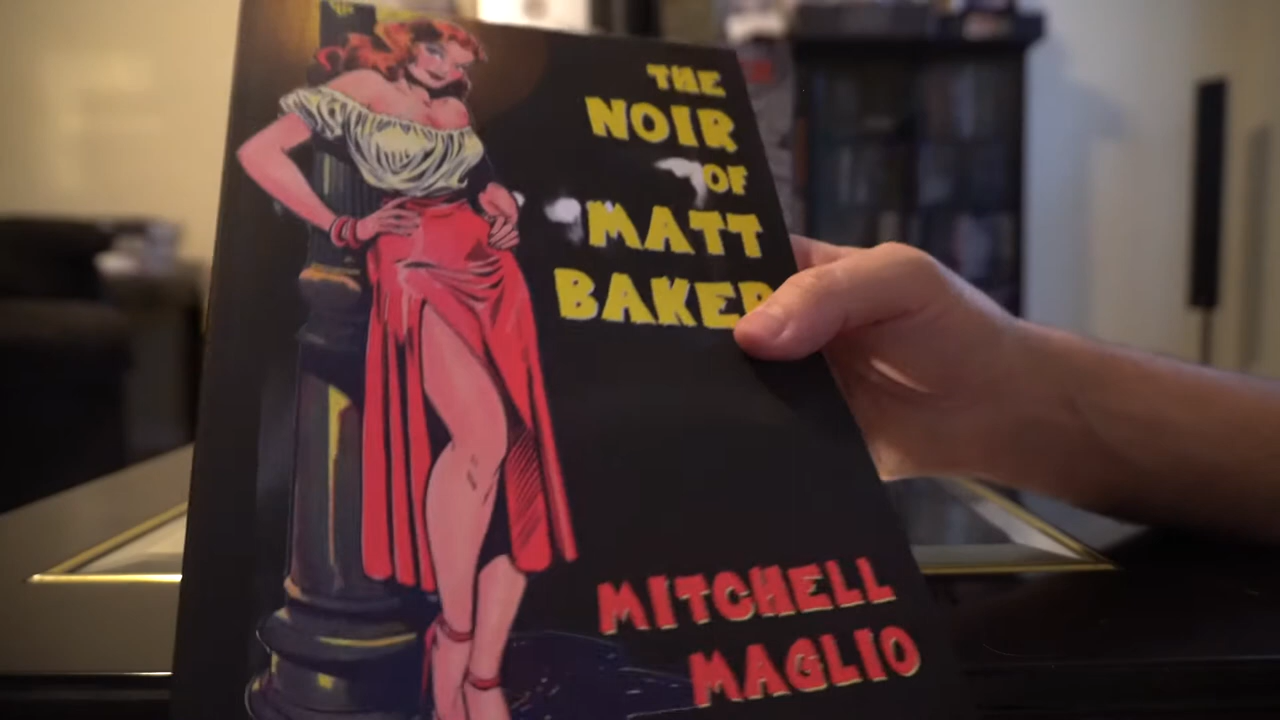 THE
NOIR
OF
MATT
BAKER
MITCHELL
MAGLIO